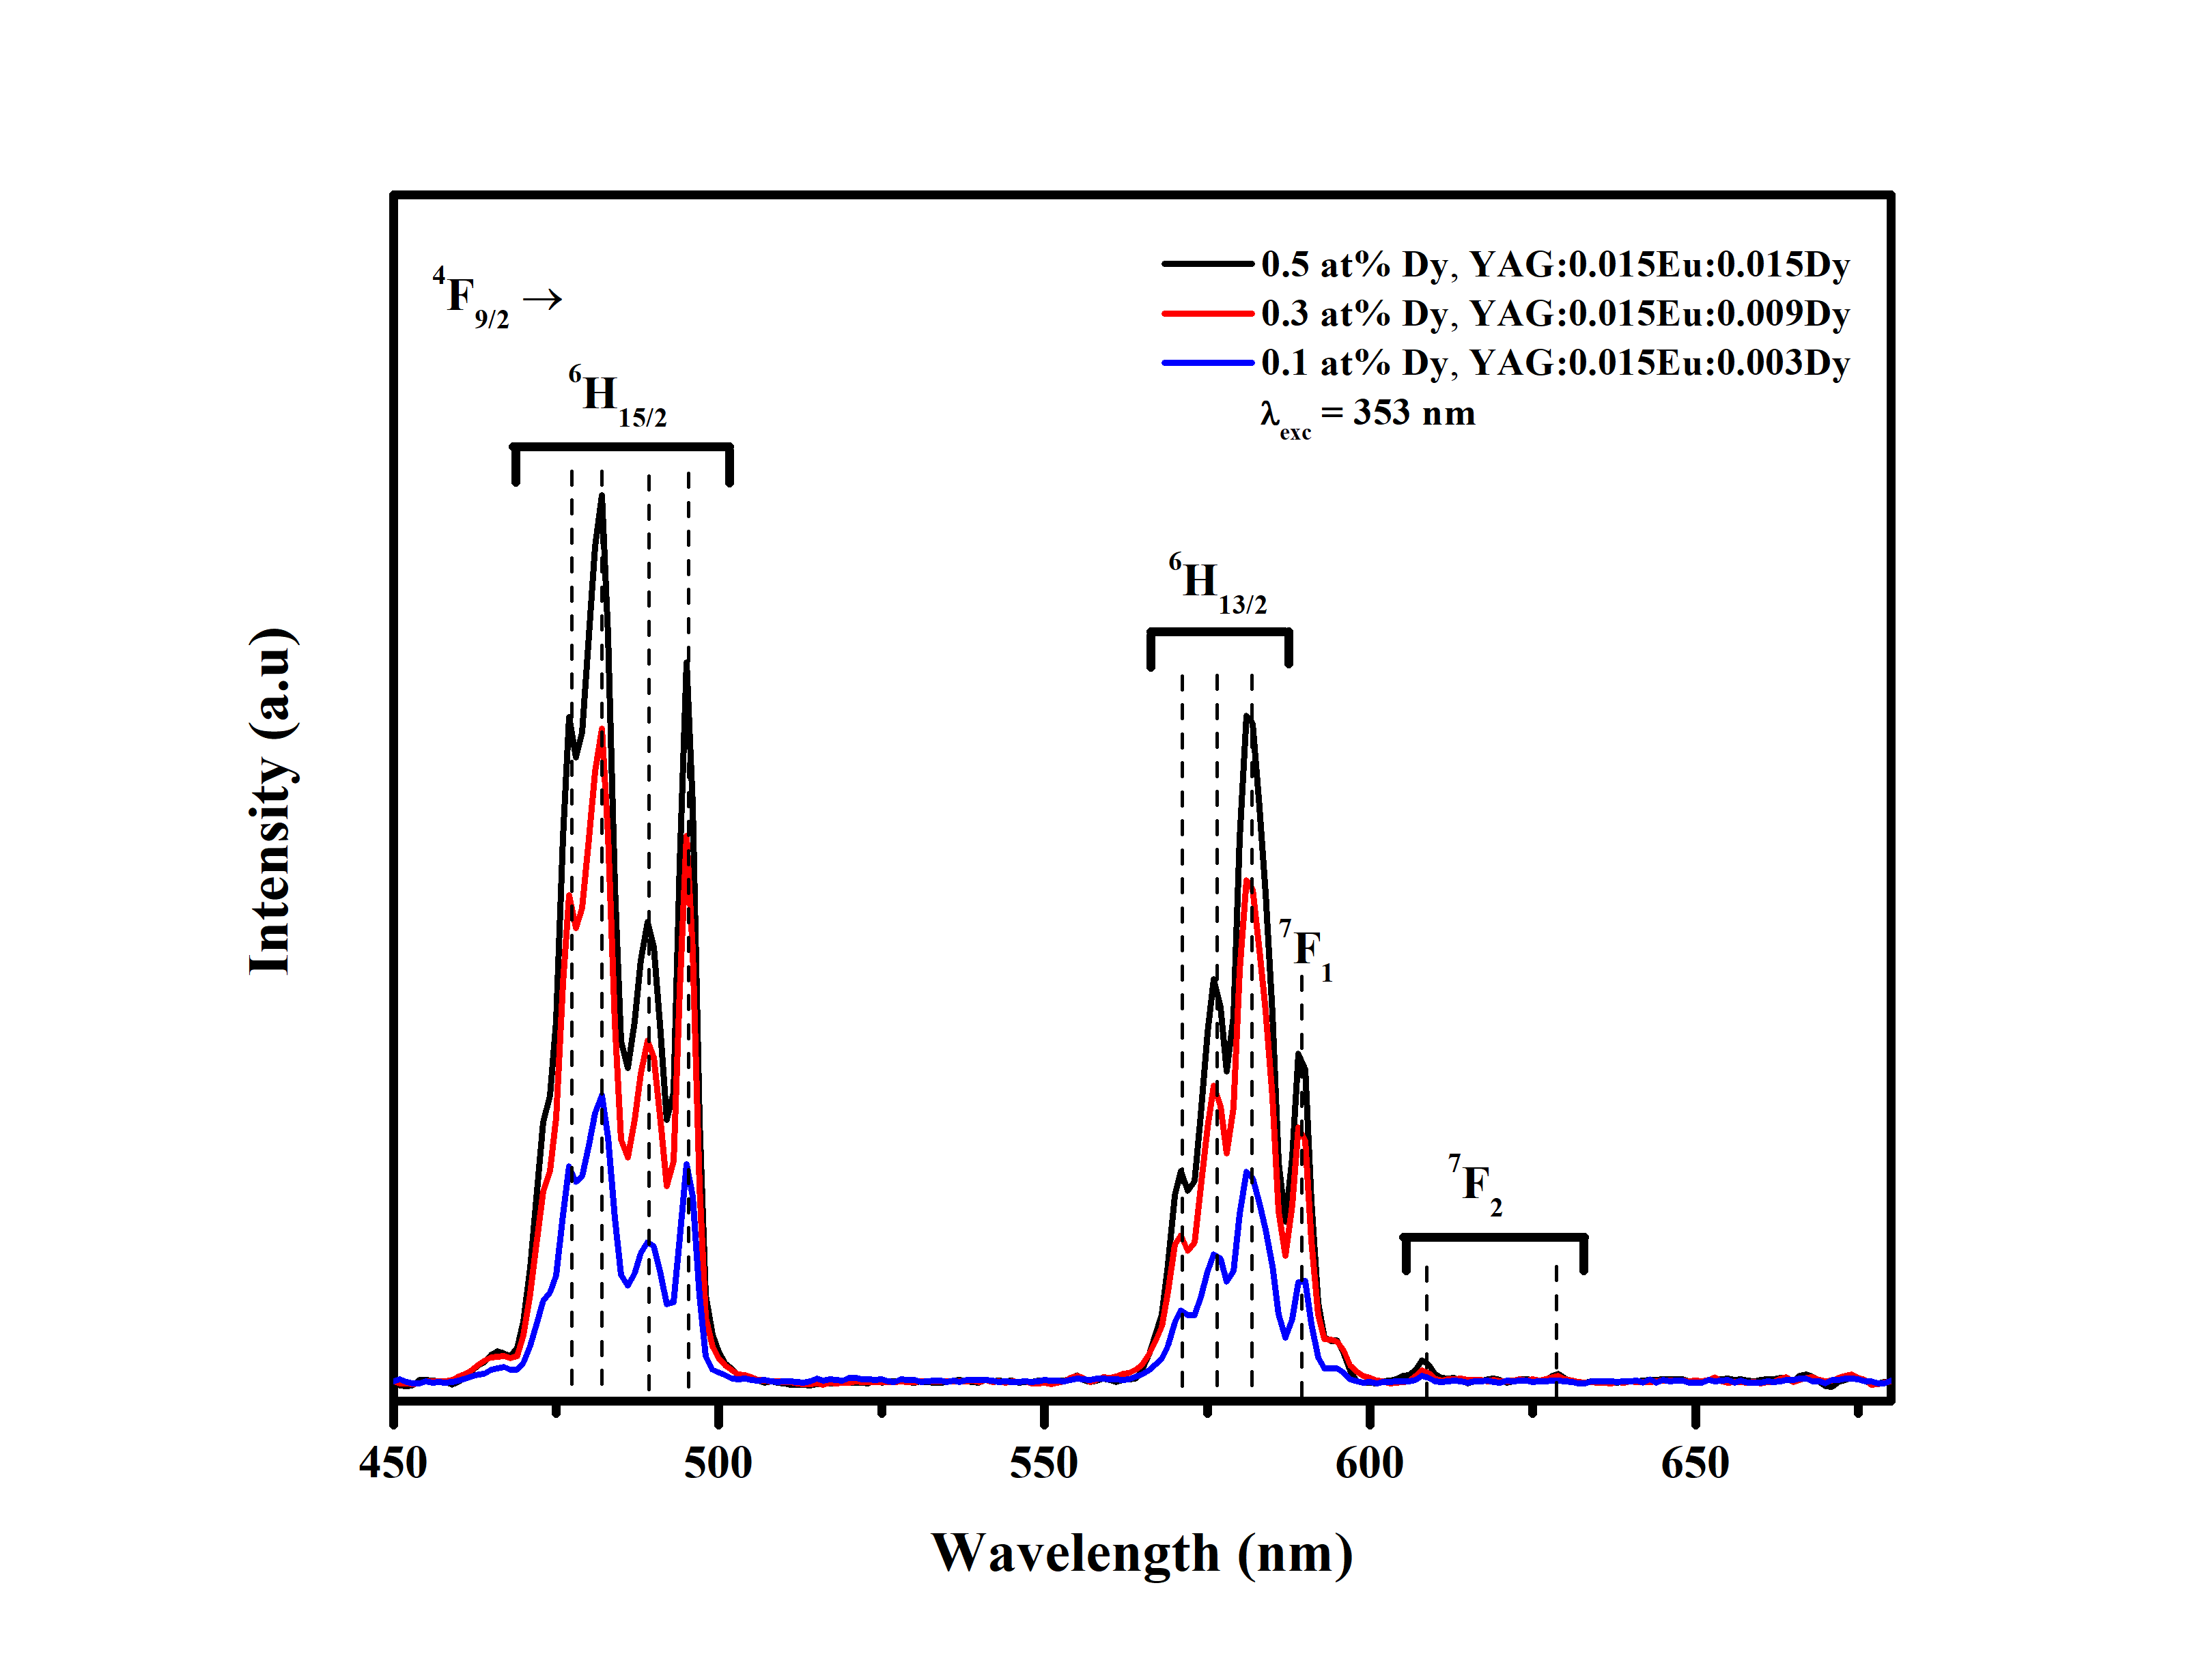 ⁴F₉/₂ →
0.5 at% Dy, YAG:0.015Eu:0.015Dy
0.3 at% Dy, YAG:0.015Eu:0.009Dy
0.1 at% Dy, YAG:0.015Eu:0.003Dy
λexc = 353 nm
⁶H₁₅/₂
⁶H₁₃/₂
⁷F₁
⁷F₂
Intensity (a.u)
450 500 550 600 650
Wavelength (nm)